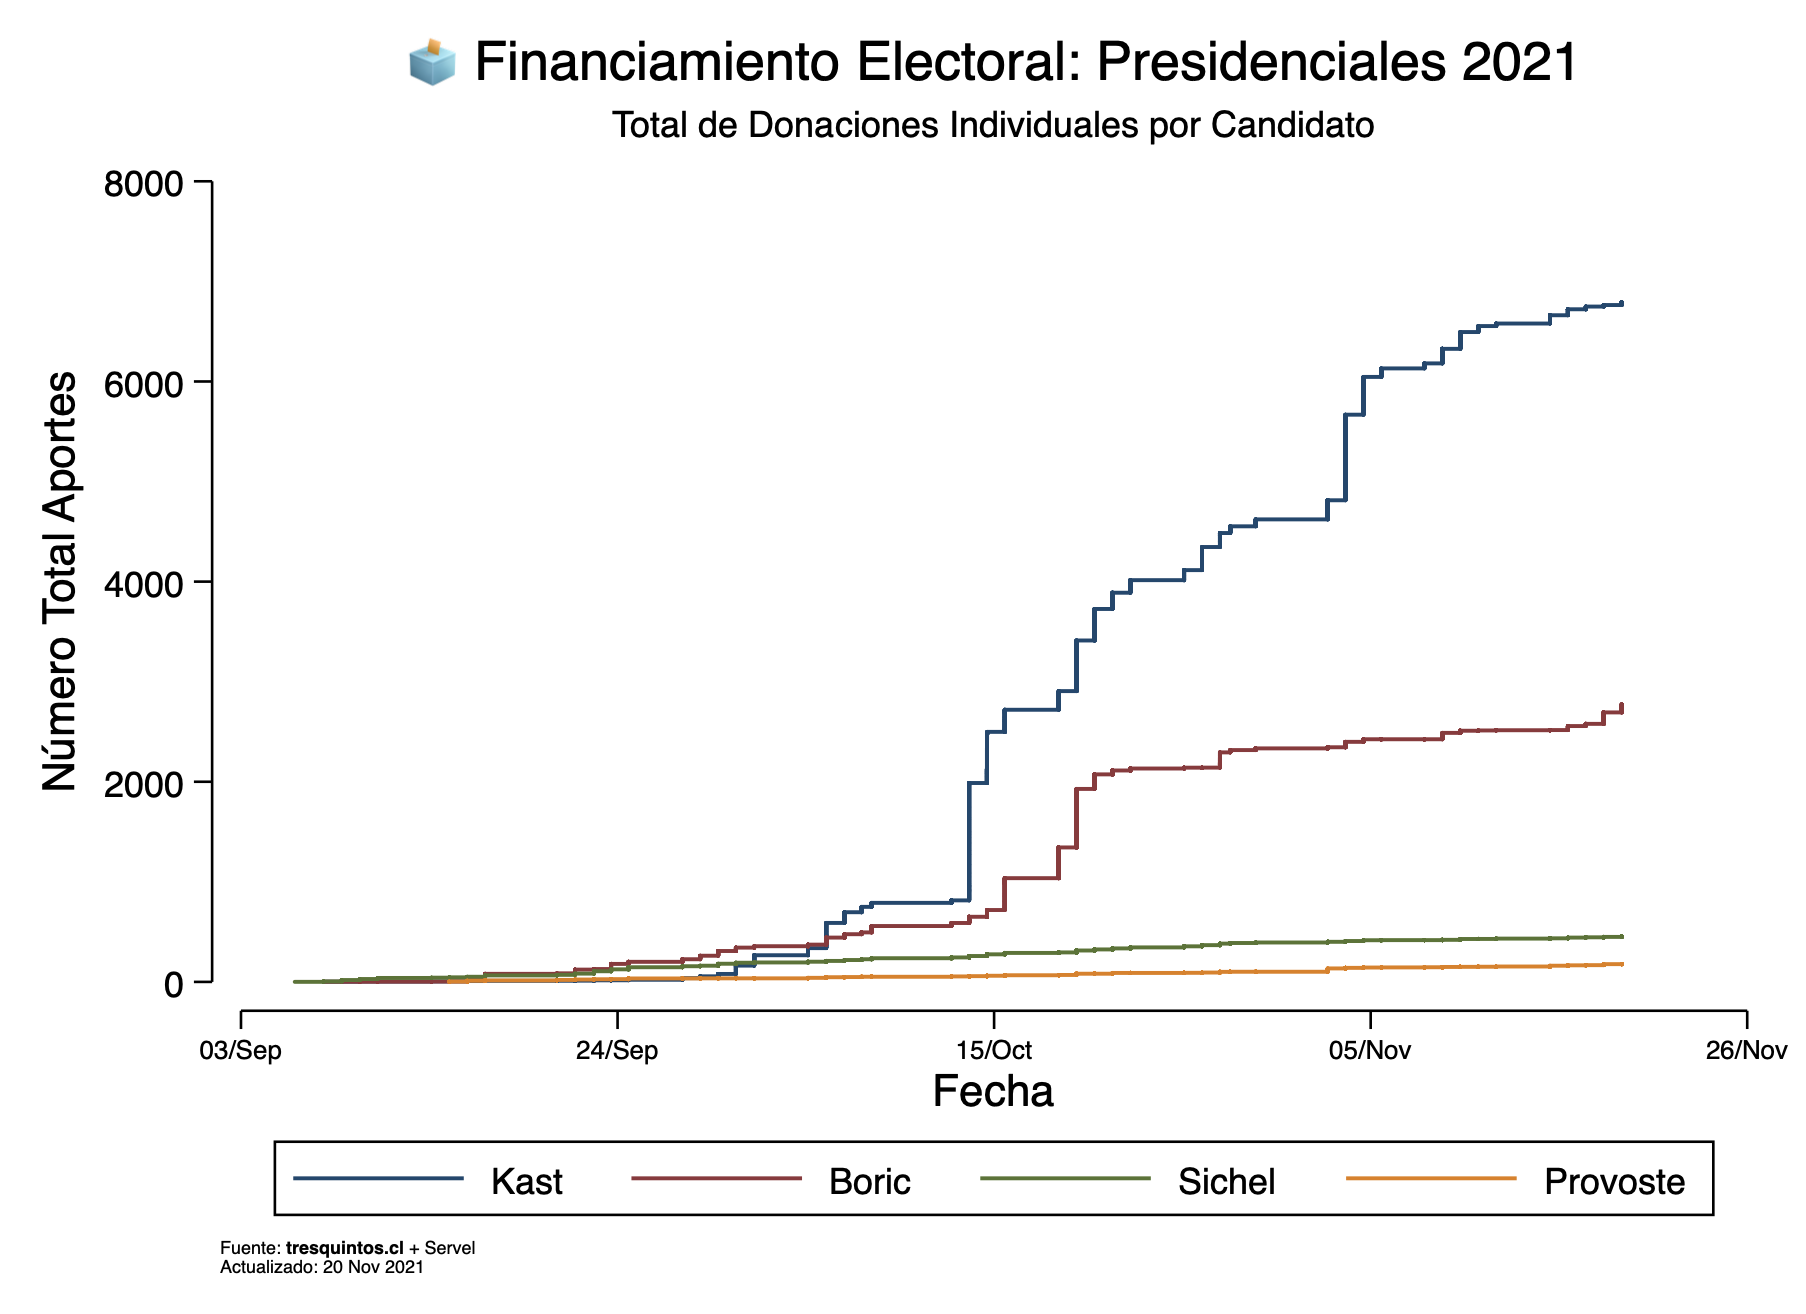 Financiamiento Electoral: Presidenciales 2021
Total de Donaciones Individuales por Candidato
Número Total Aportes
8000
6000
4000
2000
0
03/Sep 24/Sep 15/Oct 05/Nov 26/Nov
Fecha
Kast Boric Sichel Provoste
Fuente: tresquintos.cl + Servel
Actualizado: 20 Nov 2021